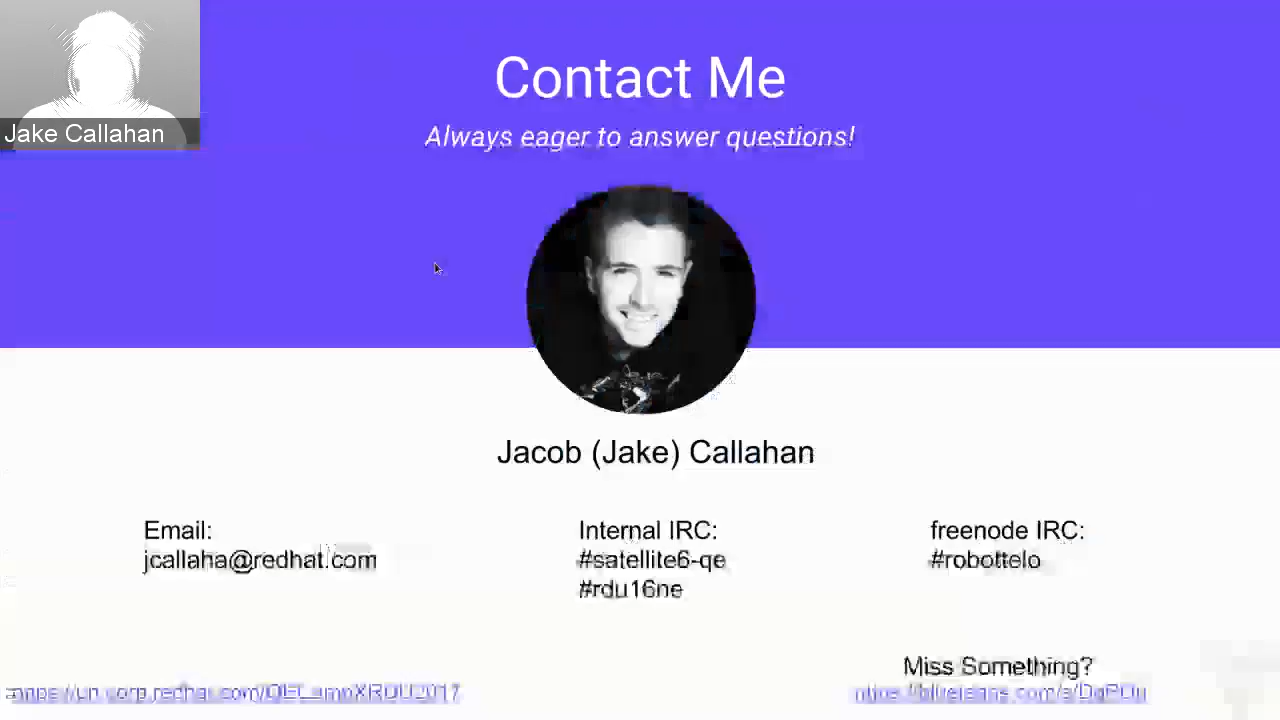 Jake Callahan
Contact Me
Always eager to answer questions!
Jacob (Jake) Callahan
Email:
jcallaha@redhat.com
Internal IRC:
#satellite6-qe
#rdu16ne
freenode IRC:
#robottelo
Miss Something?